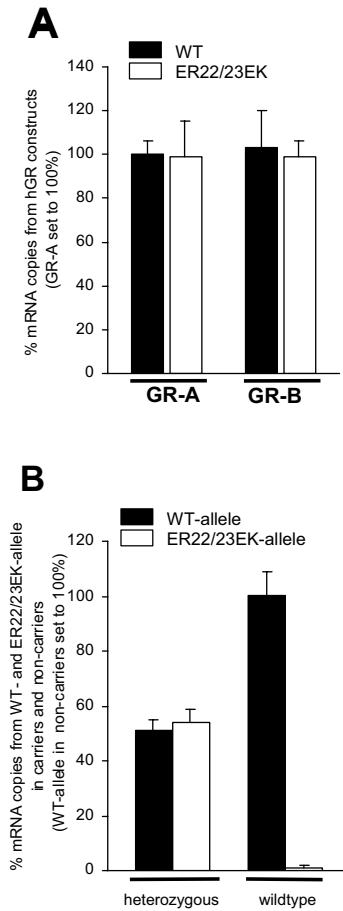 A
WT
ER22/23EK
% mRNA copies from hGR constructs
(GR-A set to 100%)
140
120
100
80
60
40
20
0
GR-A
GR-B
B
WT-allele
ER22/23EK-allele
% mRNA copies from WT- and ER22/23EK-allele
in carriers and non-carriers
(WT-allele in non-carriers set to 100%)
120
100
80
60
40
20
0
heterozygous
wildtype